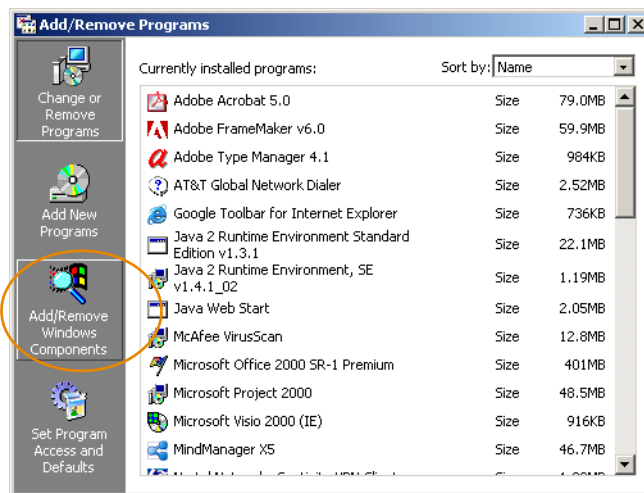 Add/Remove Programs
Change or
Remove
Programs
Add New
Programs
Add/Remove
Windows
Components
Set Program
Access and
Defaults
Currently installed programs:
Sort by: Name
Adobe Acrobat 5.0 Size 79.0MB
Adobe FrameMaker v6.0 Size 59.9MB
Adobe Type Manager 4.1 Size 984KB
AT&T Global Network Dialer Size 2.52MB
Google Toolbar for Internet Explorer Size 736KB
Java 2 Runtime Environment Standard
Edition v1.3.1 Size 22.1MB
Java 2 Runtime Environment, SE
v1.4.1_02 Size 1.19MB
Java Web Start Size 2.05MB
McAfee VirusScan Size 12.8MB
Microsoft Office 2000 SR-1 Premium Size 401MB
Microsoft Project 2000 Size 48.5MB
Microsoft Visio 2000 (IE) Size 916KB
MindManager X5 Size 46.7MB